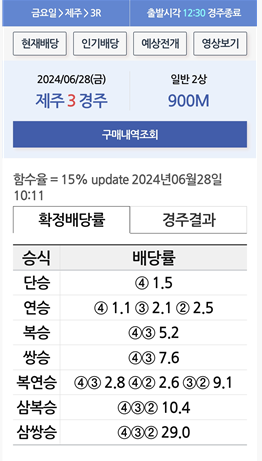 금요일 > 제주 > 3R 출발시각 12:30 경주종료
현재배당 인기배당 예상전개 영상보기
2024/06/28(금) 일반 2상
제주 3 경주 900M
구매내역조회
함수율 = 15% update 2024년06월28일
10:11
확정배당률 경주결과
승식 배당률
단승 ④ 1.5
연승 ④ 1.1 ③ 2.1 ② 2.5
복승 ④③ 5.2
쌍승 ④③ 7.6
복연승 ④③ 2.8 ④② 2.6 ③② 9.1
삼복승 ④③② 10.4
삼쌍승 ④③② 29.0